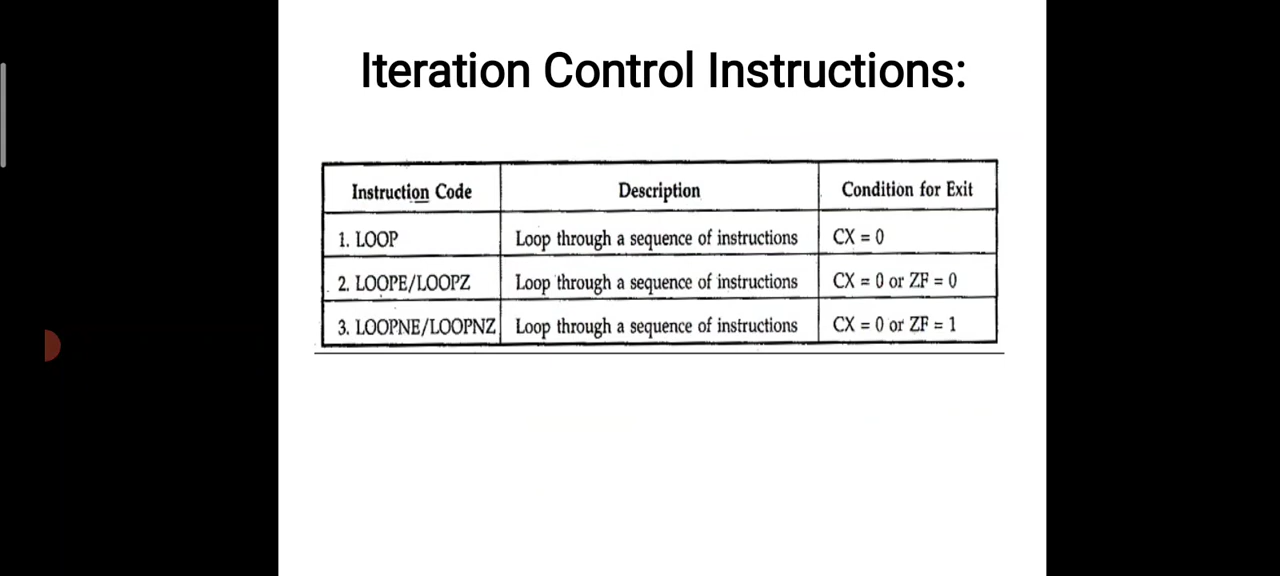 Iteration Control Instructions:
Instruction Code Description Condition for Exit
1. LOOP Loop through a sequence of instructions CX = 0
2. LOOPE/LOOPZ Loop through a sequence of instructions CX = 0 or ZF = 0
3. LOOPNE/LOOPNZ Loop through a sequence of instructions CX = 0 or ZF = 1